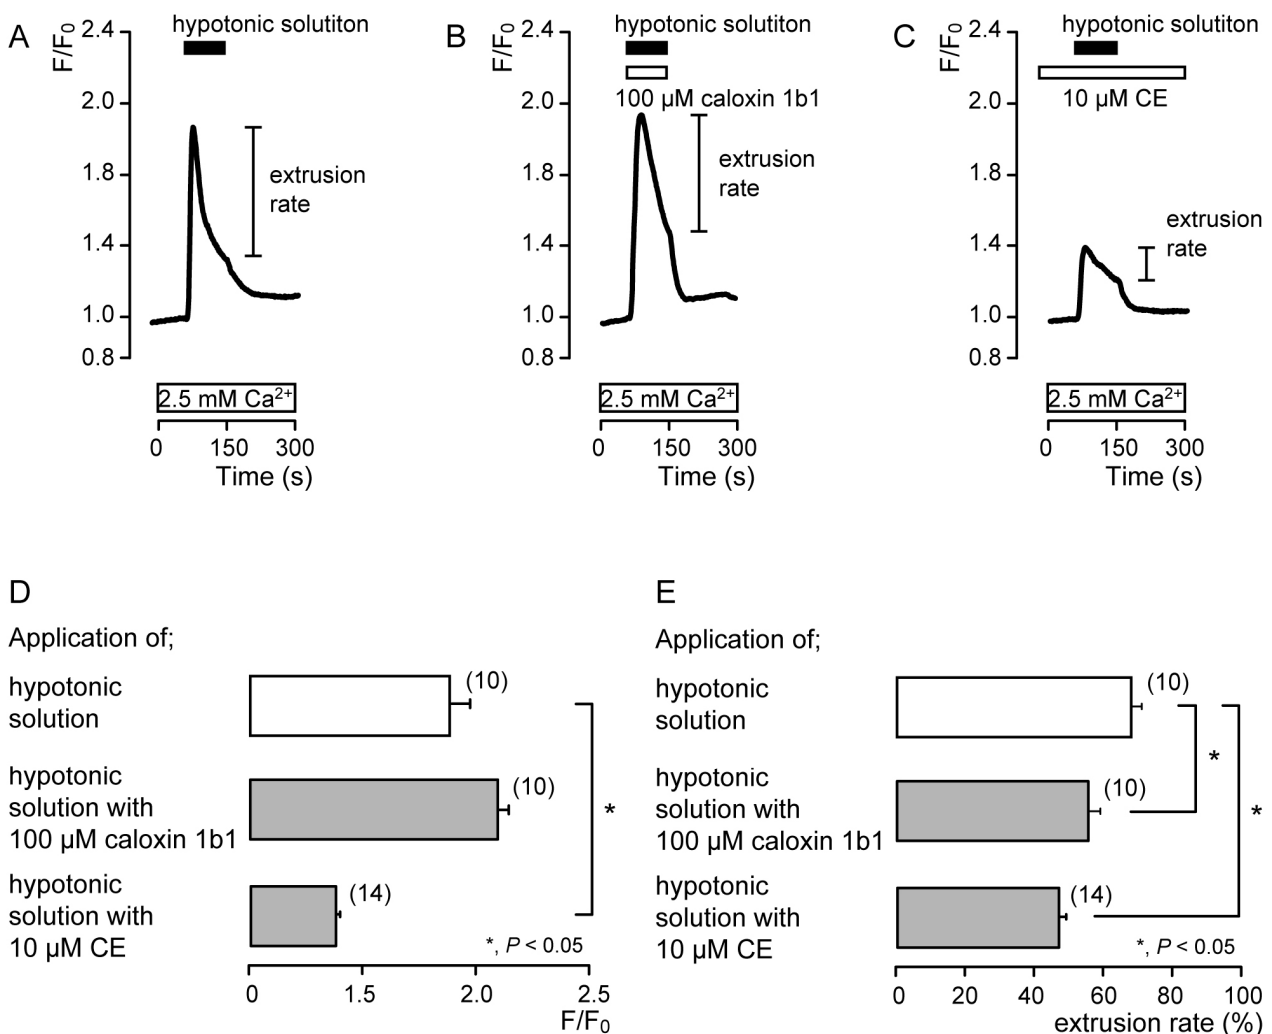 A
F/F₀
hypotonic solutiton
2.4
2.0
1.8
1.4
1.0
0.8
extrusion
rate
2.5 mM Ca²⁺
0 150 300
Time (s)
B
F/F₀
hypotonic solutiton
100 µM caloxin 1b1
2.4
2.0
1.8
1.4
1.0
0.8
extrusion
rate
2.5 mM Ca²⁺
0 150 300
Time (s)
C
F/F₀
hypotonic solutiton
10 µM CE
2.4
2.0
1.8
1.4
1.0
0.8
extrusion
rate
2.5 mM Ca²⁺
0 150 300
Time (s)
D
Application of;
hypotonic
solution
(10)
hypotonic
solution with
100 µM caloxin 1b1
(10)
*
hypotonic
solution with
10 µM CE
(14)
*, P < 0.05
0 1.5 2.0 2.5
F/F₀
E
Application of;
hypotonic
solution
(10)
*
hypotonic
solution with
100 µM caloxin 1b1
(10)
*
hypotonic
solution with
10 µM CE
(14)
*, P < 0.05
0 20 40 60 80 100
extrusion rate (%)